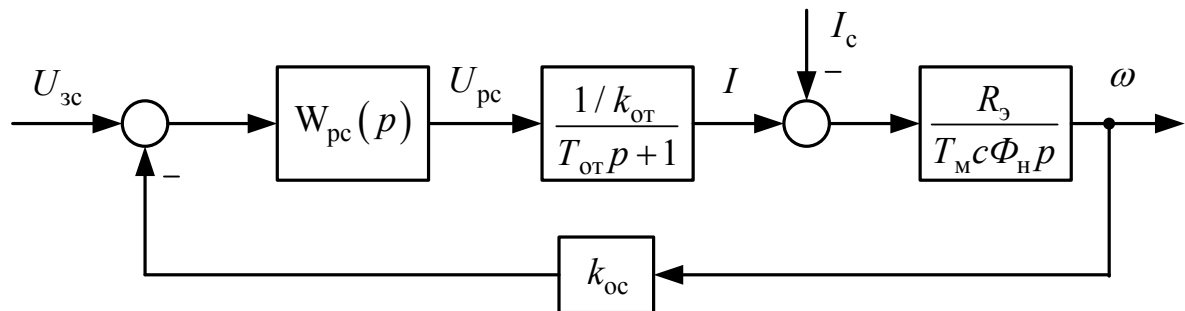 U_зс
−
W_рс(p)
U_рс
1/k_от
T_от p + 1
I
I_с
−
R_э
T_м cΦ_н p
ω
k_ос